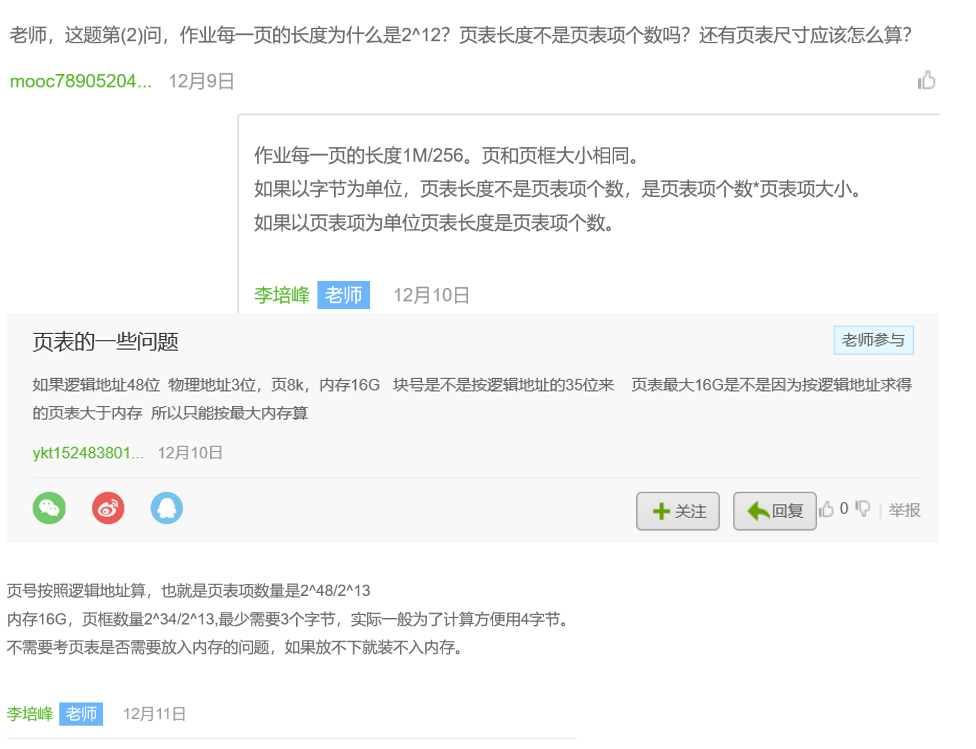 老师，这题第(2)问，作业每一页的长度为什么是2^12？页表长度不是页表项个数吗？还有页表尺寸应该怎么算？
mooc78905204... 12月9日
作业每一页的长度1M/256。页和页框大小相同。
如果以字节为单位，页表长度不是页表项个数，是页表项个数*页表项大小。
如果以页表项为单位页表长度是页表项个数。
李培峰 老师 12月10日
页表的一些问题 老师参与
如果逻辑地址48位 物理地址3位，页8k，内存16G 块号是不是按逻辑地址的35位来 页表最大16G是不是因为按逻辑地址求得
的页表大于内存 所以只能按最大内存算
ykt152483801... 12月10日
关注 回复 0 | 举报
页号按照逻辑地址算，也就是页表项数量是2^48/2^13
内存16G，页框数量2^34/2^13,最少需要3个字节，实际一般为了计算方便用4字节。
不需要考页表是否需要放入内存的问题，如果放不下就装不入内存。
李培峰 老师 12月11日